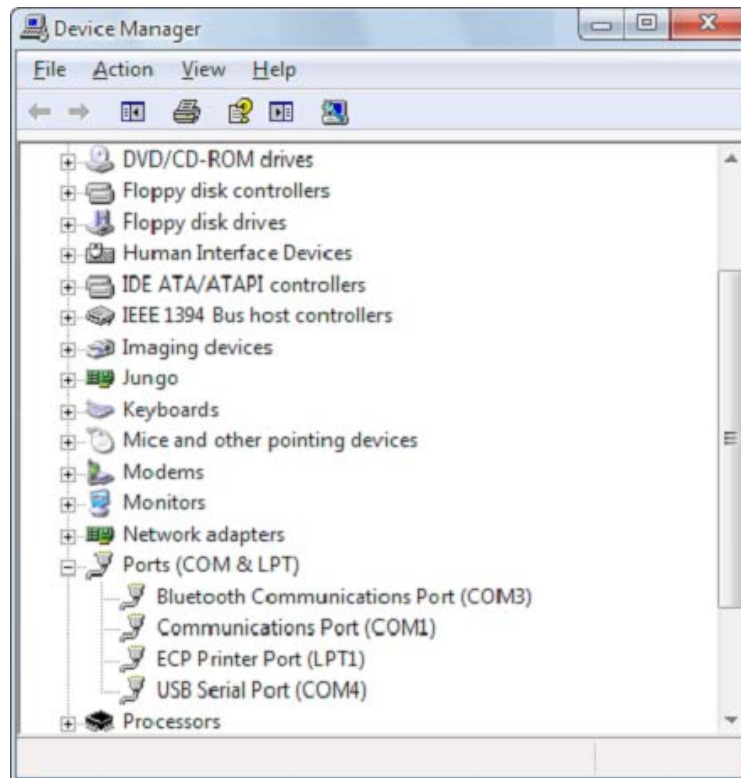 Device Manager
File Action View Help
DVD/CD-ROM drives
Floppy disk controllers
Floppy disk drives
Human Interface Devices
IDE ATA/ATAPI controllers
IEEE 1394 Bus host controllers
Imaging devices
Jungo
Keyboards
Mice and other pointing devices
Modems
Monitors
Network adapters
Ports (COM & LPT)
Bluetooth Communications Port (COM3)
Communications Port (COM1)
ECP Printer Port (LPT1)
USB Serial Port (COM4)
Processors